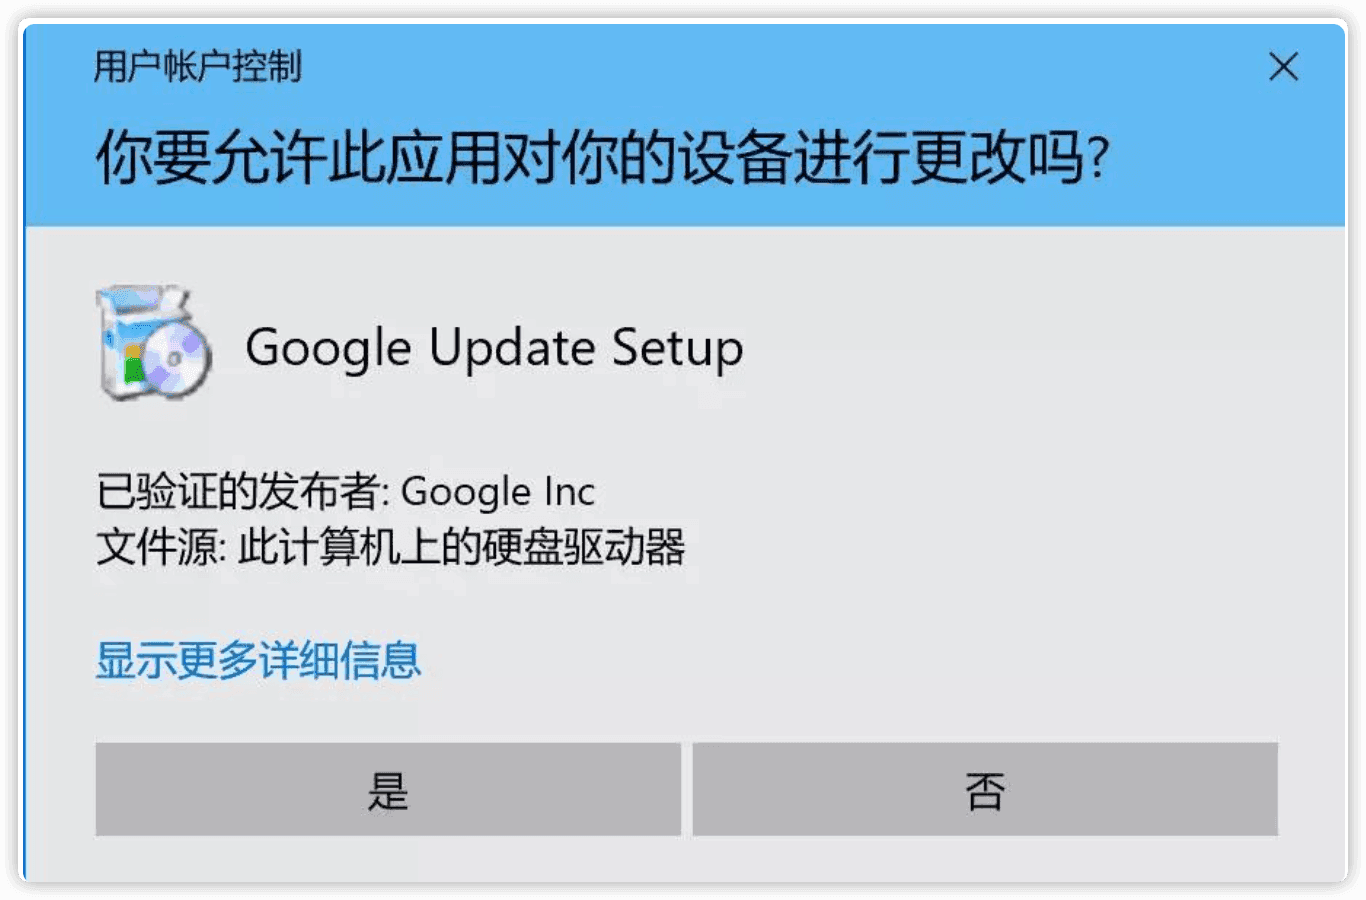 用户帐户控制
你要允许此应用对你的设备进行更改吗?
Google Update Setup
已验证的发布者: Google Inc
文件源: 此计算机上的硬盘驱动器
显示更多详细信息
是
否